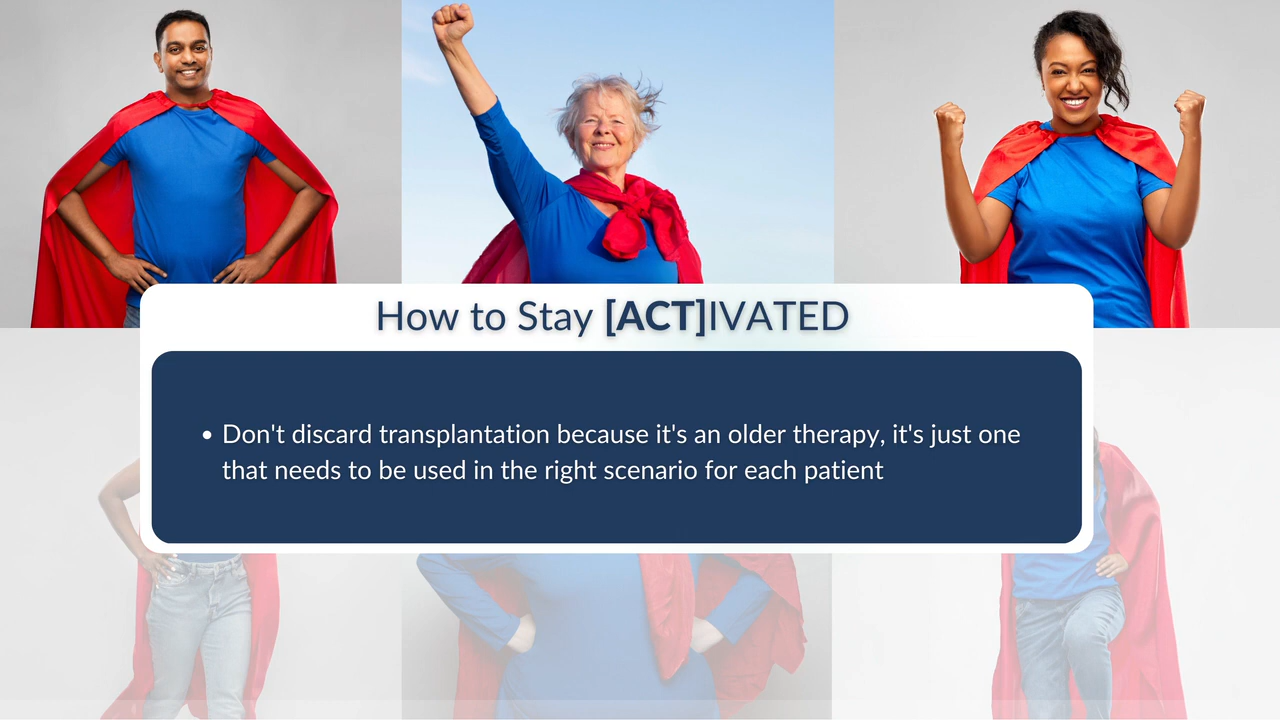 How to Stay [ACT]IVATED
• Don't discard transplantation because it's an older therapy, it's just one
that needs to be used in the right scenario for each patient